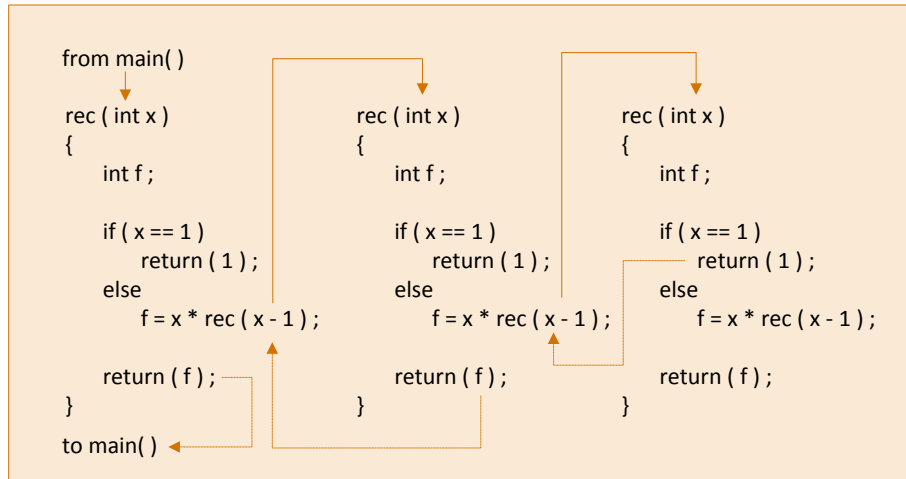 from main( )
rec ( int x )
{
int f ;
if ( x == 1 )
return ( 1 ) ;
else
f = x * rec ( x - 1 ) ;
return ( f ) ;
}
to main( )
rec ( int x )
{
int f ;
if ( x == 1 )
return ( 1 ) ;
else
f = x * rec ( x - 1 ) ;
return ( f ) ;
}
rec ( int x )
{
int f ;
if ( x == 1 )
return ( 1 ) ;
else
f = x * rec ( x - 1 ) ;
return ( f ) ;
}